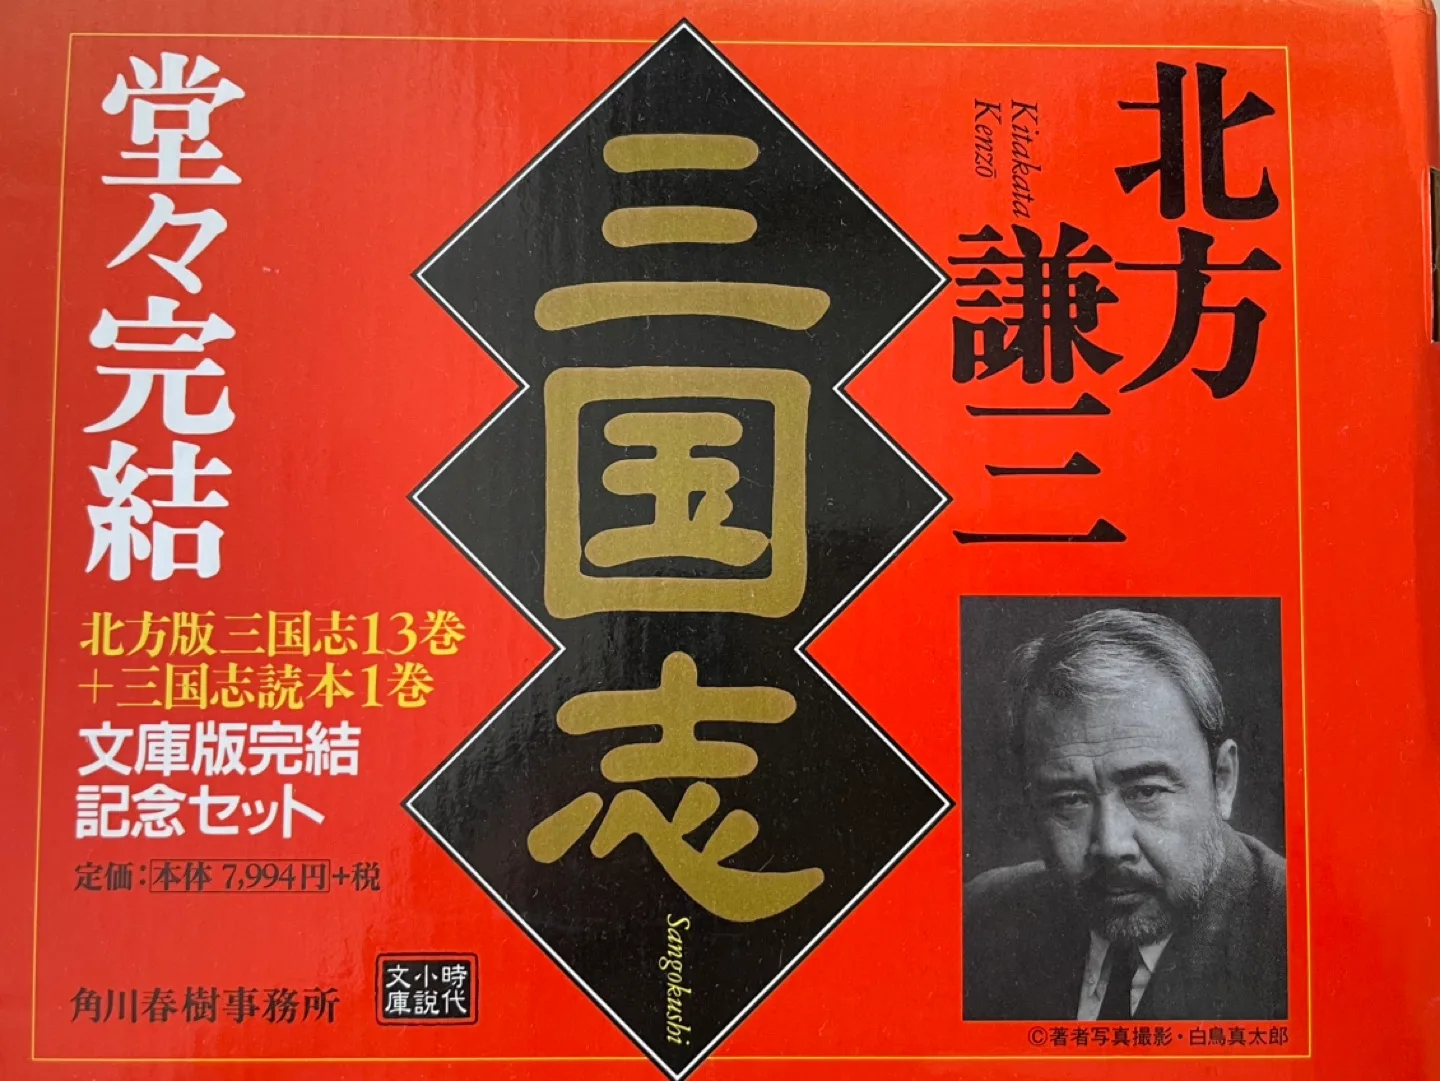 北方
謙三
Kitakata
Kenzō
三国志
Sangokushi
堂々完結
北方版 三国志13巻
+三国志読本1巻
文庫版完結
記念セット
定価:本体 7,994円+税
角川春樹事務所
時代
小説
文庫
©著者写真撮影・白鳥真太郎